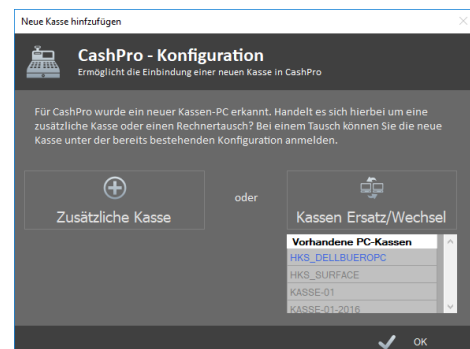 Neue Kasse hinfzufügen
CashPro - Konfiguration
Ermöglicht die Einbindung einer neuen Kasse in CashPro
Für CashPro wurde ein neuer Kassen-PC erkannt. Handelt es sich hierbei um eine
zusätzliche Kasse oder einen Rechnertausch? Bei einem Tausch können Sie die neue
Kasse unter der bereits bestehenden Konfiguration anmelden.
Zusätzliche Kasse
oder
Kassen Ersatz/Wechsel
Vorhandene PC-Kassen
HKS_DELLBUEROPC
HKS_SURFACE
KASSE-01
KASSE-01-2016
OK